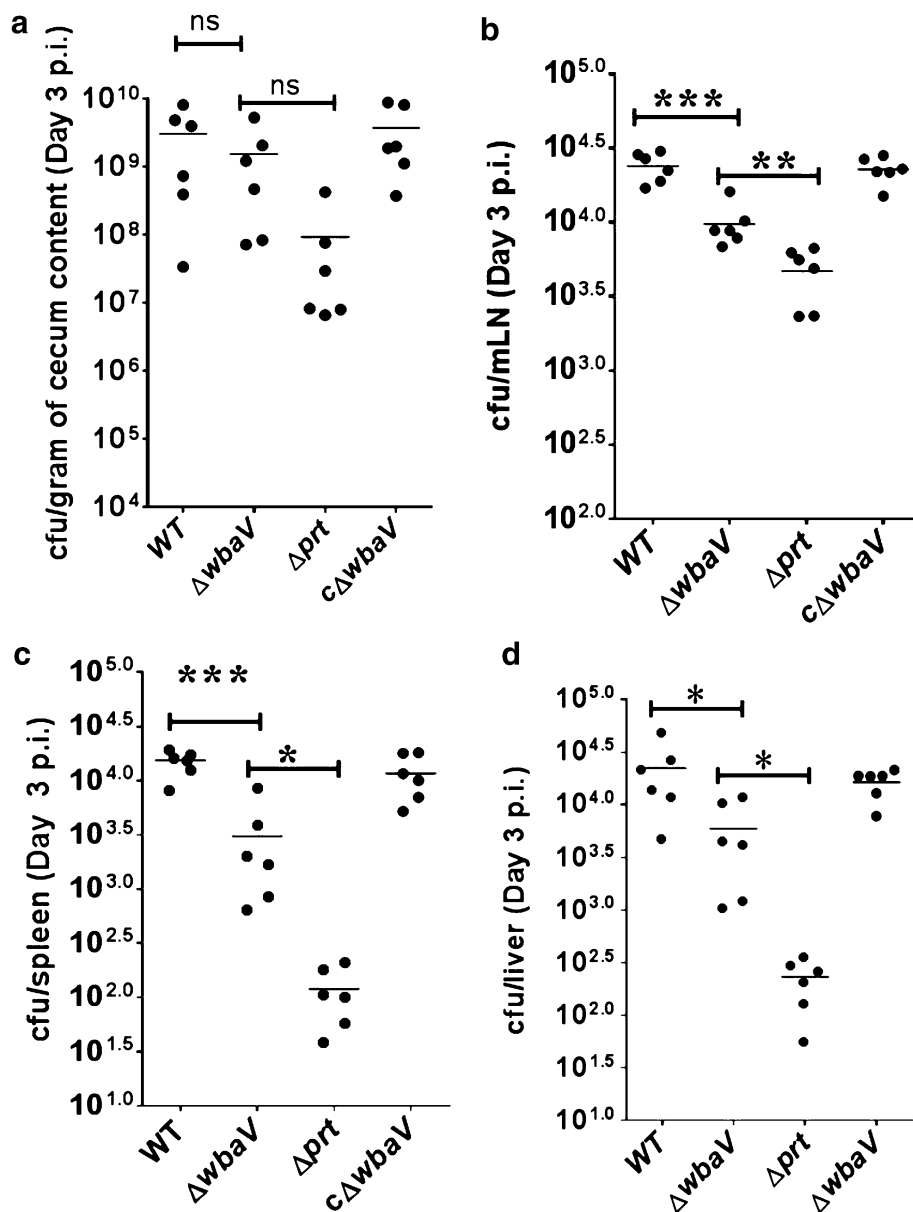 a
cfu/gram of cecum content (Day 3 p.i.)
ns
ns
10^10
10^9
10^8
10^7
10^6
10^5
10^4
WT
ΔwbaV
Δprt
cΔwbaV
b
cfu/mLN (Day 3 p.i.)
***
**
10^5.0
10^4.5
10^4.0
10^3.5
10^3.0
10^2.5
10^2.0
WT
ΔwbaV
Δprt
cΔwbaV
c
cfu/spleen (Day 3 p.i.)
***
*
10^5.0
10^4.5
10^4.0
10^3.5
10^3.0
10^2.5
10^2.0
10^1.5
10^1.0
WT
ΔwbaV
Δprt
cΔwbaV
d
cfu/liver (Day 3 p.i.)
*
*
10^5.0
10^4.5
10^4.0
10^3.5
10^3.0
10^2.5
10^2.0
10^1.5
10^1.0
WT
ΔwbaV
Δprt
ΔwbaV